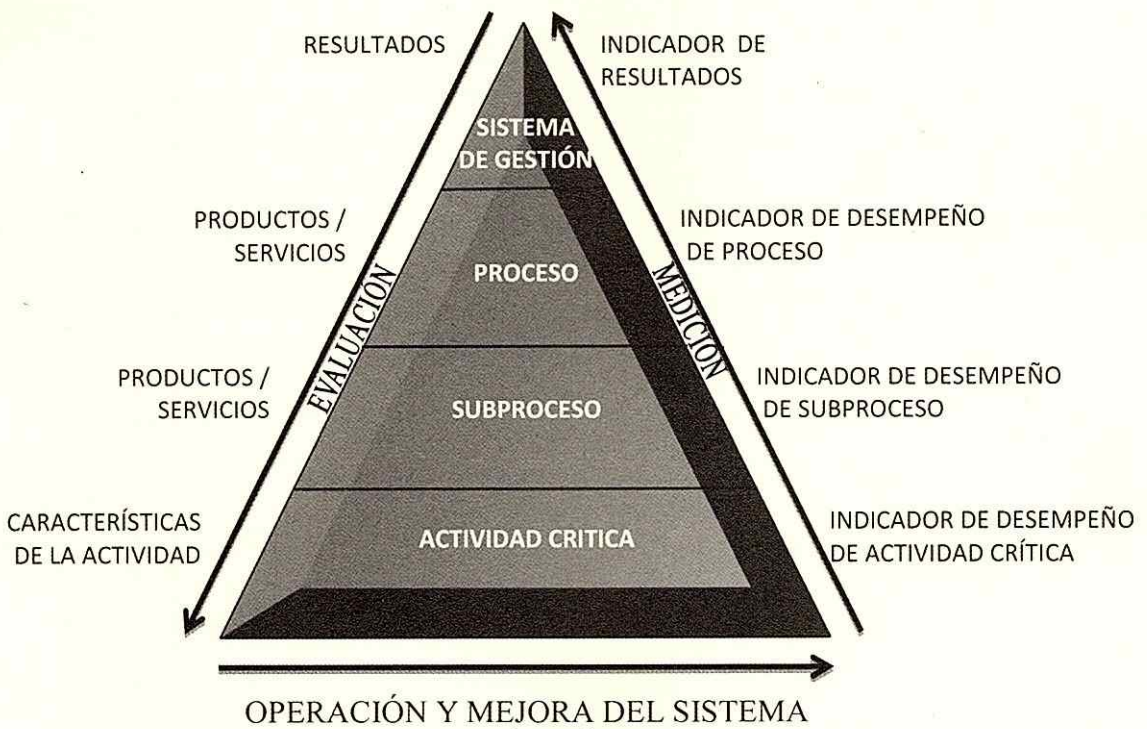 RESULTADOS
INDICADOR DE
RESULTADOS
SISTEMA
DE GESTIÓN
PRODUCTOS /
SERVICIOS
INDICADOR DE DESEMPEÑO
DE PROCESO
PROCESO
EVALUACION
MEDICION
PRODUCTOS /
SERVICIOS
INDICADOR DE DESEMPEÑO
DE SUBPROCESO
SUBPROCESO
CARACTERÍSTICAS
DE LA ACTIVIDAD
INDICADOR DE DESEMPEÑO
DE ACTIVIDAD CRÍTICA
ACTIVIDAD CRITICA
OPERACIÓN Y MEJORA DEL SISTEMA